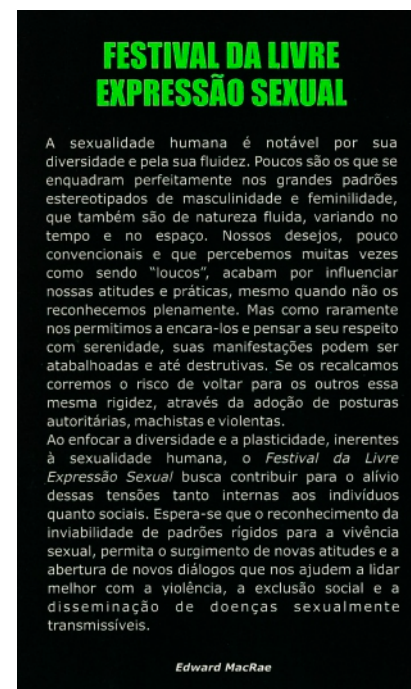 FESTIVAL DA LIVRE
EXPRESSÃO SEXUAL
A sexualidade humana é notável por sua
diversidade e pela sua fluidez. Poucos são os que se
enquadram perfeitamente nos grandes padrões
estereotipados de masculinidade e feminilidade,
que também são de natureza fluida, variando no
tempo e no espaço. Nossos desejos, pouco
convencionais e que percebemos muitas vezes
como sendo "loucos", acabam por influenciar
nossas atitudes e práticas, mesmo quando não os
reconhecemos plenamente. Mas como raramente
nos permitimos a encara-los e pensar a seu respeito
com serenidade, suas manifestações podem ser
atabalhoadas e até destrutivas. Se os recalcamos
corremos o risco de voltar para os outros essa
mesma rigidez, através da adoção de posturas
autoritárias, machistas e violentas.
Ao enfocar a diversidade e a plasticidade, inerentes
à sexualidade humana, o Festival da Livre
Expressão Sexual busca contribuir para o alívio
dessas tensões tanto internas aos indivíduos
quanto sociais. Espera-se que o reconhecimento da
inviabilidade de padrões rígidos para a vivência
sexual, permita o surgimento de novas atitudes e a
abertura de novos diálogos que nos ajudem a lidar
melhor com a violência, a exclusão social e a
disseminação de doenças sexualmente
transmissíveis.
Edward MacRae